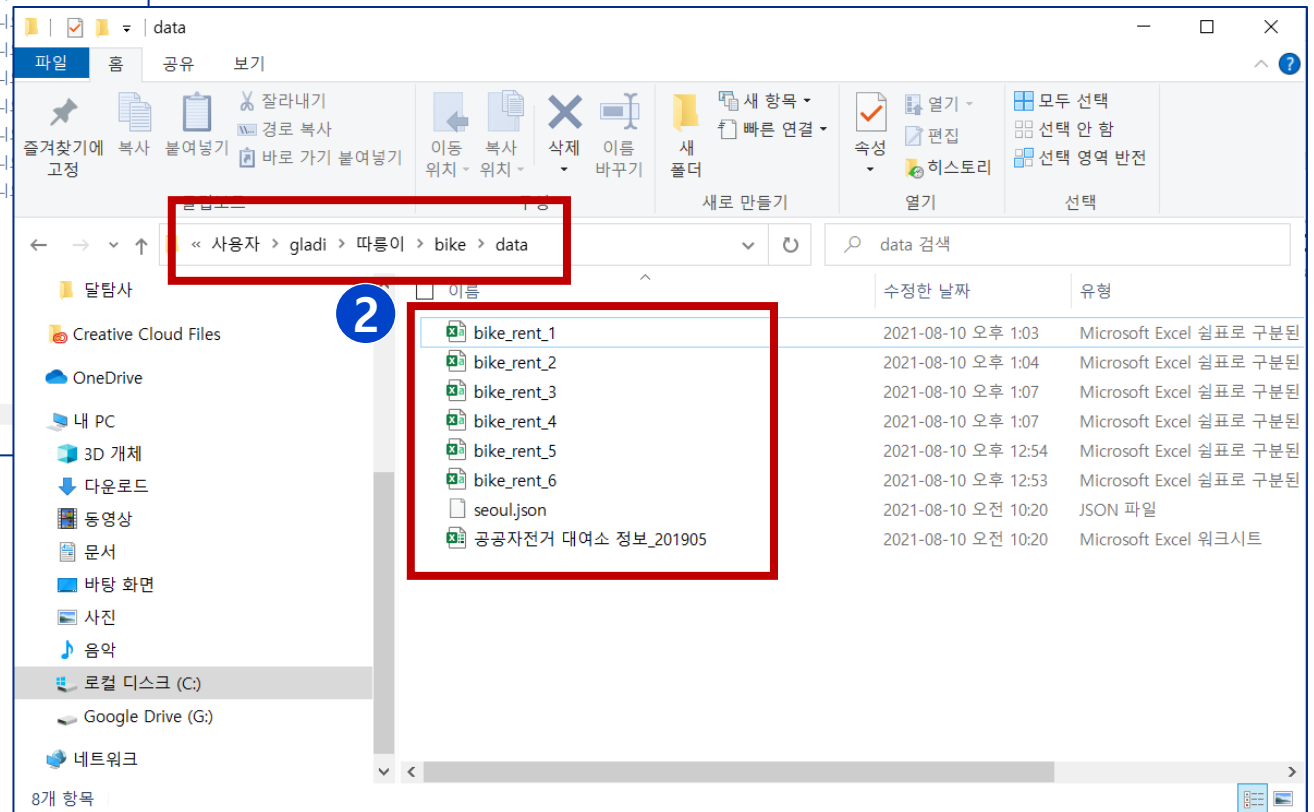 data
파일 홈 공유 보기
즐겨찾기에 고정
복사
붙여넣기
잘라내기
경로 복사
바로 가기 붙여넣기
이동 위치
복사 위치
삭제
이름 바꾸기
새 폴더
새 항목
빠른 연결
속성
열기
편집
히스토리
모두 선택
선택 안 함
선택 영역 반전
새로 만들기
열기
선택
« 사용자 > gladi > 따릉이 > bike > data
data 검색
2
이름 수정한 날짜 유형
달탐사
Creative Cloud Files
OneDrive
내 PC
3D 개체
다운로드
동영상
문서
바탕 화면
사진
음악
로컬 디스크 (C:)
Google Drive (G:)
네트워크
bike_rent_1 2021-08-10 오후 1:03 Microsoft Excel 쉼표로 구분된
bike_rent_2 2021-08-10 오후 1:04 Microsoft Excel 쉼표로 구분된
bike_rent_3 2021-08-10 오후 1:07 Microsoft Excel 쉼표로 구분된
bike_rent_4 2021-08-10 오후 1:07 Microsoft Excel 쉼표로 구분된
bike_rent_5 2021-08-10 오후 12:54 Microsoft Excel 쉼표로 구분된
bike_rent_6 2021-08-10 오후 12:53 Microsoft Excel 쉼표로 구분된
seoul.json 2021-08-10 오전 10:20 JSON 파일
공공자전거 대여소 정보_201905 2021-08-10 오전 10:20 Microsoft Excel 워크시트
8개 항목